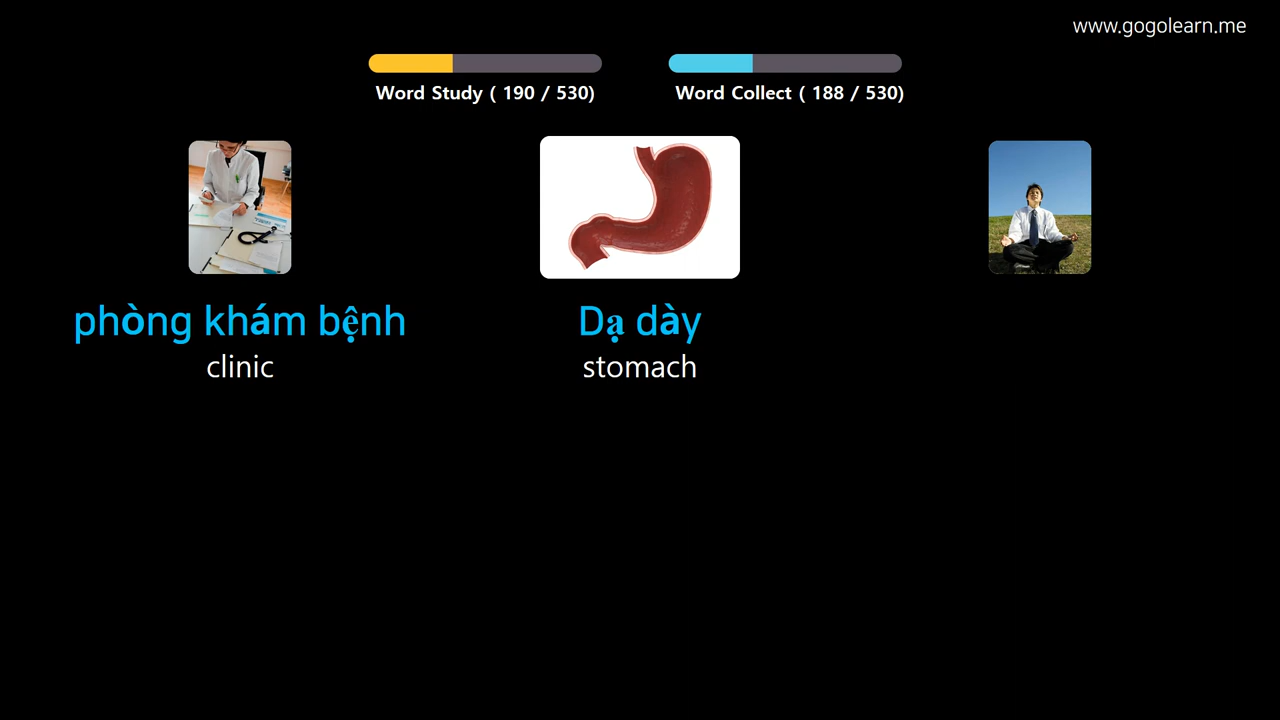 www.gogolearn.me
Word Study ( 190 / 530)
Word Collect ( 188 / 530)
phòng khám bệnh
clinic
Dạ dày
stomach